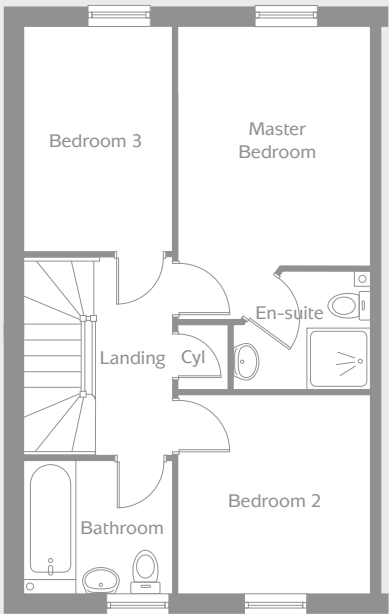 Bedroom 3
Master
Bedroom
En-suite
Landing
Cyl
Bedroom 2
Bathroom